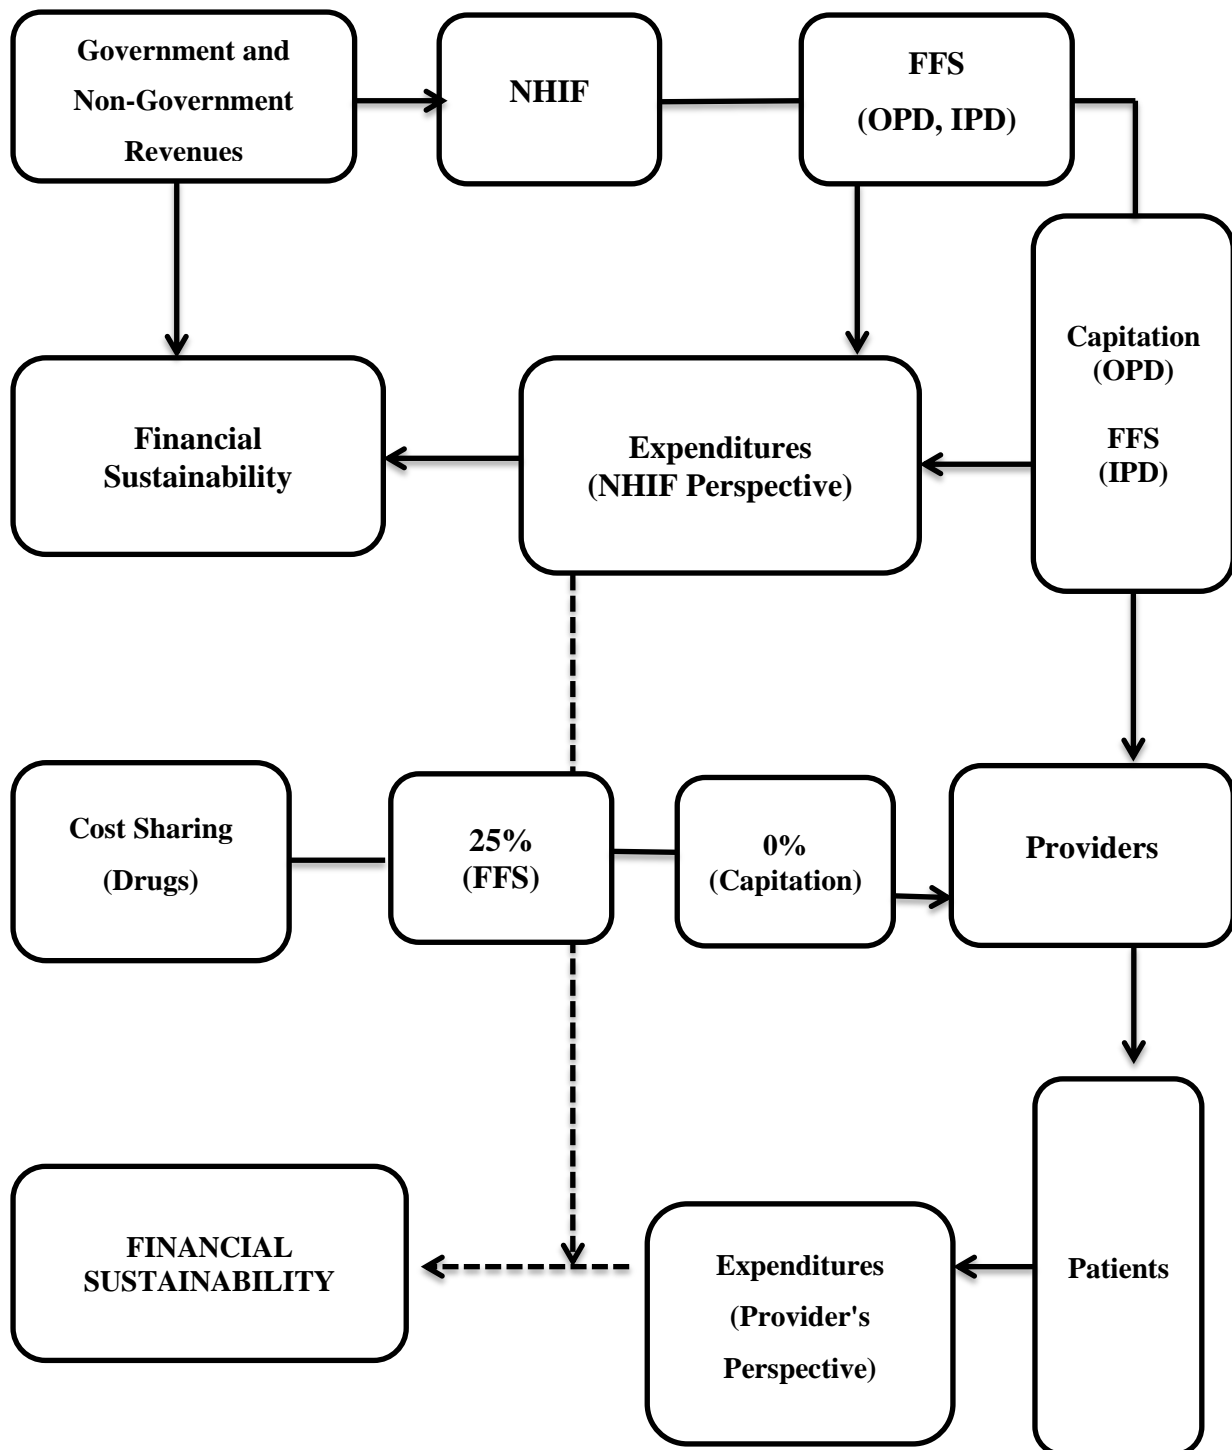 Government and
Non-Government
Revenues
NHIF
FFS
(OPD, IPD)
Capitation
(OPD)
FFS
(IPD)
Financial
Sustainability
Expenditures
(NHIF Perspective)
Cost Sharing
(Drugs)
25%
(FFS)
0%
(Capitation)
Providers
FINANCIAL
SUSTAINABILITY
Expenditures
(Provider's
Perspective)
Patients